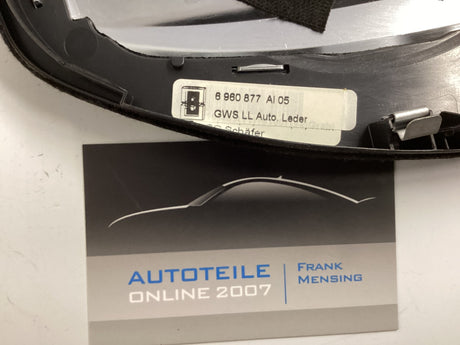 6 960 877 AI 05
GWS LL Auto. Leder
Schäfer
AUTOTEILE
ONLINE 2007
FRANK
MENSING